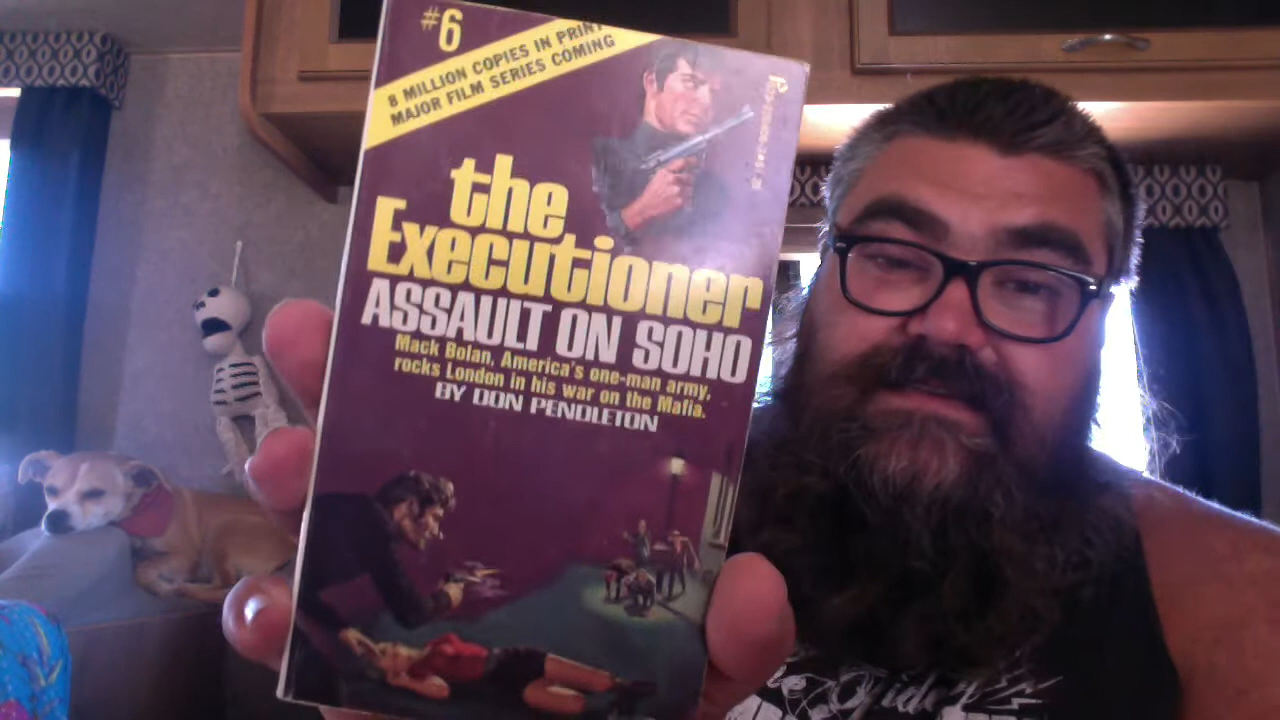 #6
8 MILLION COPIES IN PRINT
MAJOR FILM SERIES COMING
the
Executioner
ASSAULT ON SOHO
Mack Bolan, America's one-man army,
rocks London in his war on the Mafia.
BY DON PENDLETON